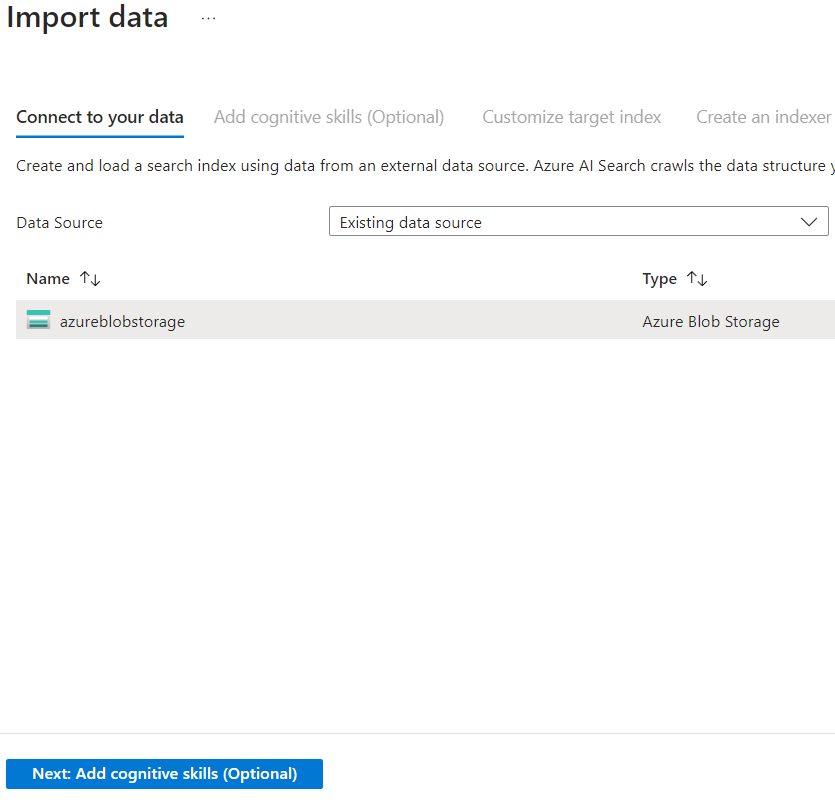 Import data ...
Connect to your data Add cognitive skills (Optional) Customize target index Create an indexer
Create and load a search index using data from an external data source. Azure AI Search crawls the data structure y
Data Source Existing data source
Name ↑↓ Type ↑↓
azureblobstorage Azure Blob Storage
Next: Add cognitive skills (Optional)